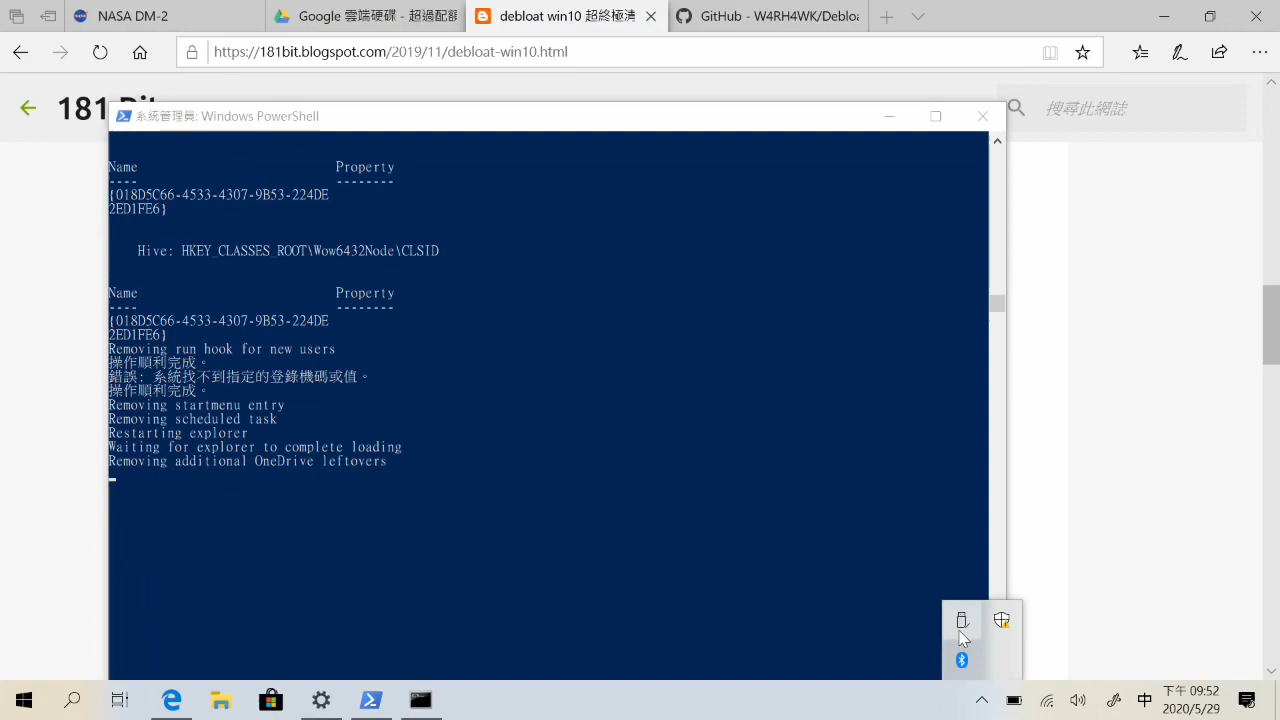 NASA DA
PowerShell
雲端硬碟 - 超過配
debloat win10 超終極清
GitHub - W4RH4WK/Deblo
https://181bit.blogspot.com/2019/11/debloat-win10.html
181
搜尋此網誌
系統管理員: Windows PowerShell
Name Property
---- --------
{018D5C66-4533-4307-9B53-224DE
2ED1FE6}
Hive: HKEY_CLASSES_ROOT\Wow6432Node\CLSID
Name Property
---- --------
{018D5C66-4533-4307-9B53-224DE
2ED1FE6}
Removing run hook for new users
操作順利完成。
錯誤: 系統找不到指定的登錄機碼或值。
操作順利完成。
Removing startmenu entry
Removing scheduled task
Restarting explorer
Waiting for explorer to complete loading
Removing additional OneDrive leftovers
中
下午 09:52
2020/5/29